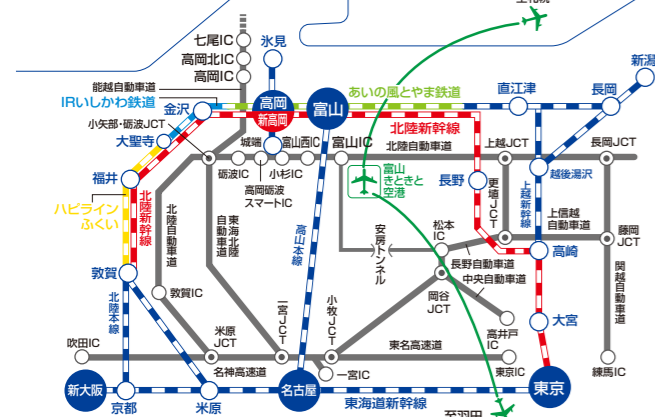 至札幌
七尾IC
高岡北IC
高岡IC
氷見
新潟
能越自動車道
IRいしかわ鉄道
金沢
高岡
新高岡
富山
あいの風とやま鉄道
直江津
長岡
小矢部・砺波JCT
大聖寺
北陸新幹線
城端
富山西IC
富山IC
北陸自動車道
上越JCT
長岡JCT
砺波IC
小杉IC
高岡砺波
スマートIC
富山
きときと
空港
長野
更埴JCT
上越新幹線
越後湯沢
福井
ハピライン
ふくい
北陸新幹線
北陸自動車道
東海北陸
自動車道
高山本線
安房トンネル
松本
IC
上信越
自動車道
藤岡
JCT
高崎
長野自動車道
中央自動車道
岡谷
JCT
関越自動車道
敦賀
北陸本線
敦賀IC
米原
JCT
一宮JCT
小牧JCT
高井戸
IC
大宮
吹田IC
名神高速道路
一宮IC
東名高速道路
東京IC
練馬IC
新大阪
京都
米原
名古屋
東海道新幹線
東京
至羽田